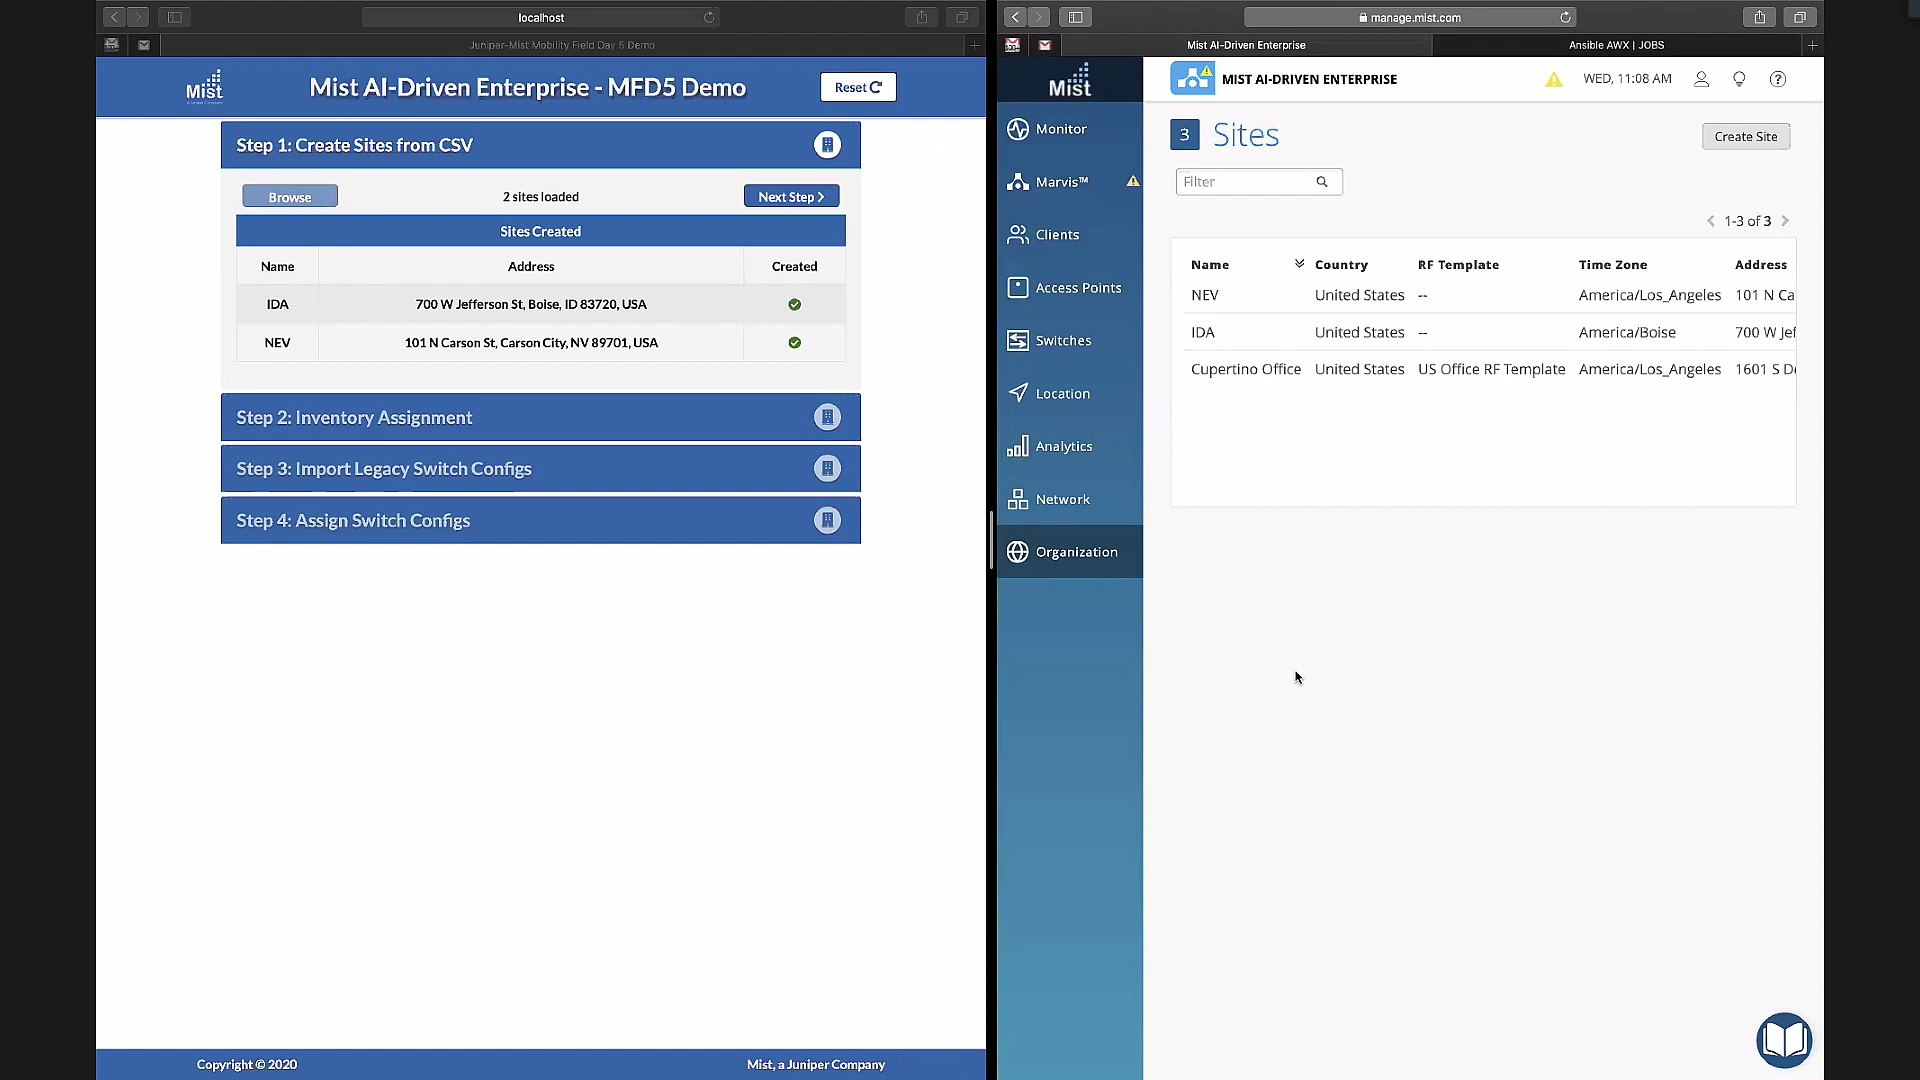 localhost
Juniper-Mist Mobility Field Day 5 Demo
Mist
Mist AI-Driven Enterprise - MFD5 Demo
Reset
Step 1: Create Sites from CSV
Browse
2 sites loaded
Next Step
Sites Created
Name Address Created
IDA 700 W Jefferson St, Boise, ID 83720, USA
NEV 101 N Carson St, Carson City, NV 89701, USA
Step 2: Inventory Assignment
Step 3: Import Legacy Switch Configs
Step 4: Assign Switch Configs
Copyright © 2020
Mist, a Juniper Company
manage.mist.com
Mist AI-Driven Enterprise
Ansible AWX | JOBS
Mist
MIST AI-DRIVEN ENTERPRISE
WED, 11:08 AM
Monitor
Marvis™
Clients
Access Points
Switches
Location
Analytics
Network
Organization
3 Sites
Create Site
Filter
1-3 of 3
Name Country RF Template Time Zone Address
NEV United States -- America/Los_Angeles 101 N Ca
IDA United States -- America/Boise 700 W Jef
Cupertino Office United States US Office RF Template America/Los_Angeles 1601 S De